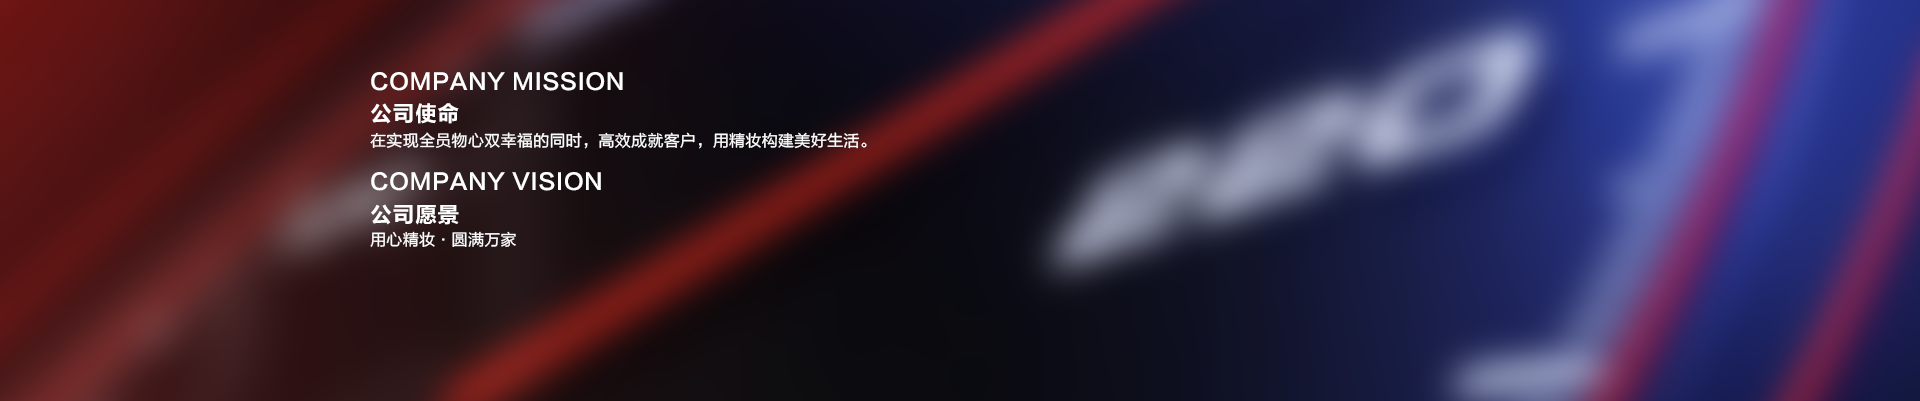 COMPANY MISSION
公司使命
在实现全员物心双幸福的同时，高效成就客户，用精妆构建美好生活。
COMPANY VISION
公司愿景
用心精妆 · 圆满万家